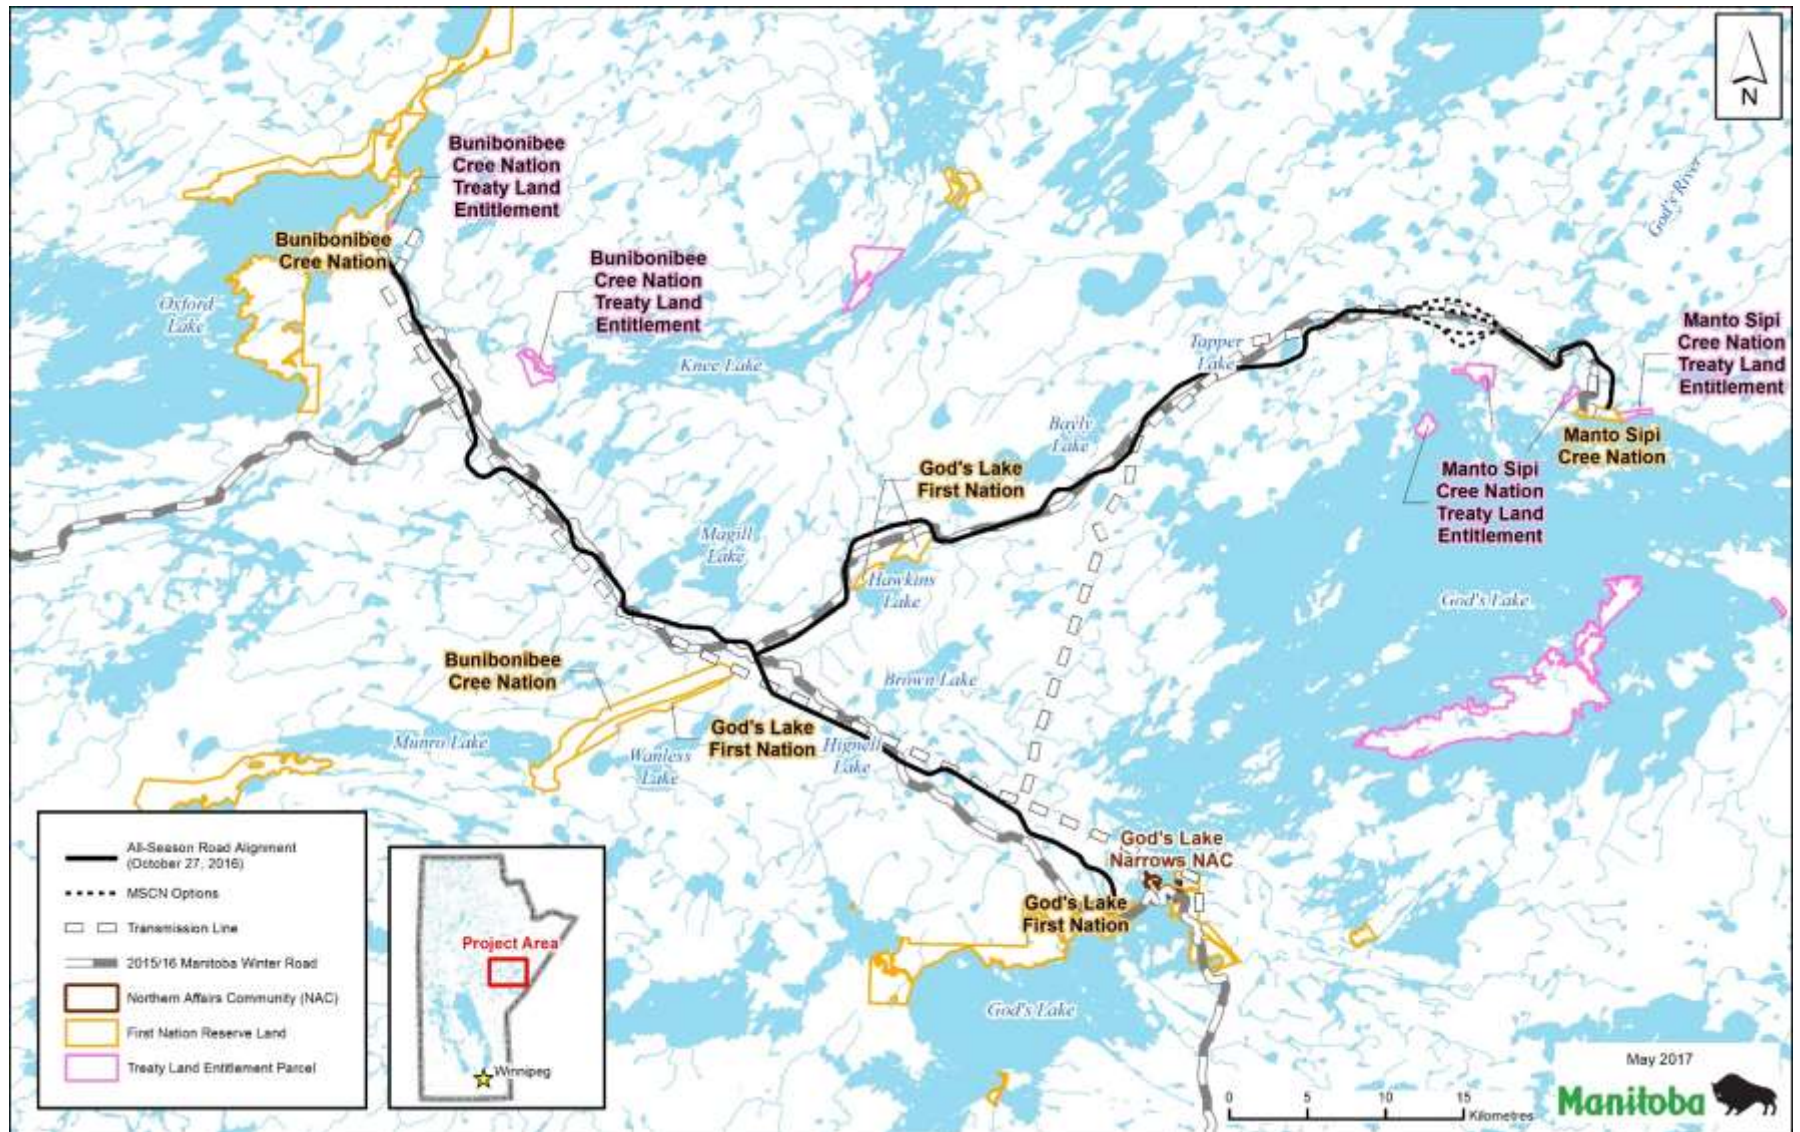 N
God's River
Bunibonibee
Cree Nation
Treaty Land
Entitlement
Bunibonibee
Cree Nation
Bunibonibee
Cree Nation
Treaty Land
Entitlement
Oxford
Lake
Knee Lake
Tapper
Lake
Manto Sipi
Cree Nation
Treaty Land
Entitlement
Bayly
Lake
Manto Sipi
Cree Nation
God's Lake
First Nation
Manto Sipi
Cree Nation
Treaty Land
Entitlement
Magill
Lake
Hawkins
Lake
God's Lake
Bunibonibee
Cree Nation
Brown Lake
God's Lake
First Nation
Munro Lake
Wanless
Lake
Hignell
Lake
God's Lake
Narrows NAC
God's Lake
First Nation
God's Lake
All-Season Road Alignment
(October 27, 2016)
MSCN Options
Transmission Line
2015/16 Manitoba Winter Road
Northern Affairs Community (NAC)
First Nation Reserve Land
Treaty Land Entitlement Parcel
Project Area
Winnipeg
0 5 10 15
Kilometres
May 2017
Manitoba